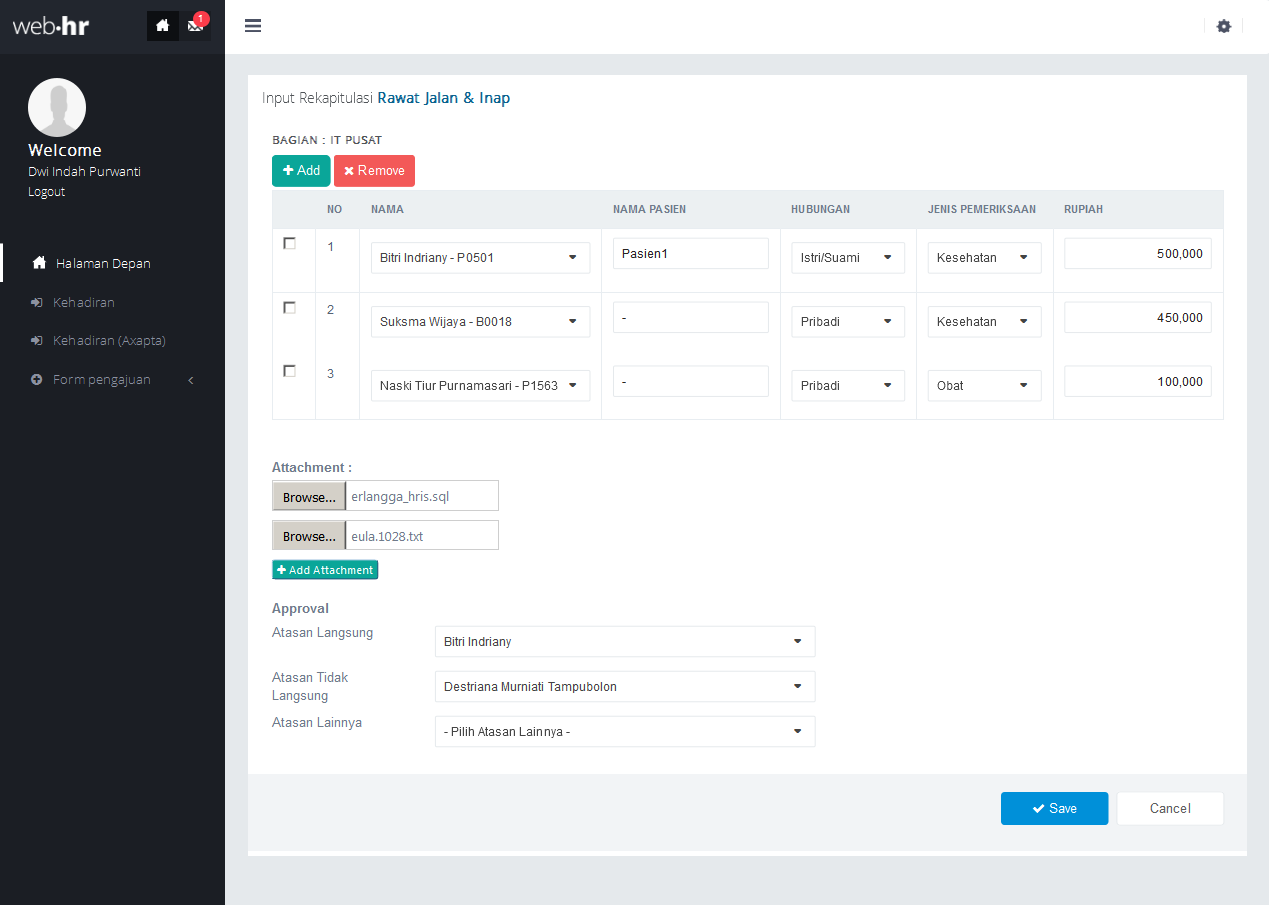 web·hr
1
Welcome
Dwi Indah Purwanti
Logout
Halaman Depan
Kehadiran
Kehadiran (Axapta)
Form pengajuan
Input Rekapitulasi Rawat Jalan & Inap
BAGIAN : IT PUSAT
Add Remove
NO NAMA NAMA PASIEN HUBUNGAN JENIS PEMERIKSAAN RUPIAH
1 Bitri Indriany - P0501 Pasien1 Istri/Suami Kesehatan 500,000
2 Suksma Wijaya - B0018 - Pribadi Kesehatan 450,000
3 Naski Tiur Purnamasari - P1563 - Pribadi Obat 100,000
Attachment :
Browse... erlangga_hris.sql
Browse... eula.1028.txt
Add Attachment
Approval
Atasan Langsung Bitri Indriany
Atasan Tidak
Langsung Destriana Murniati Tampubolon
Atasan Lainnya - Pilih Atasan Lainnya -
Save Cancel